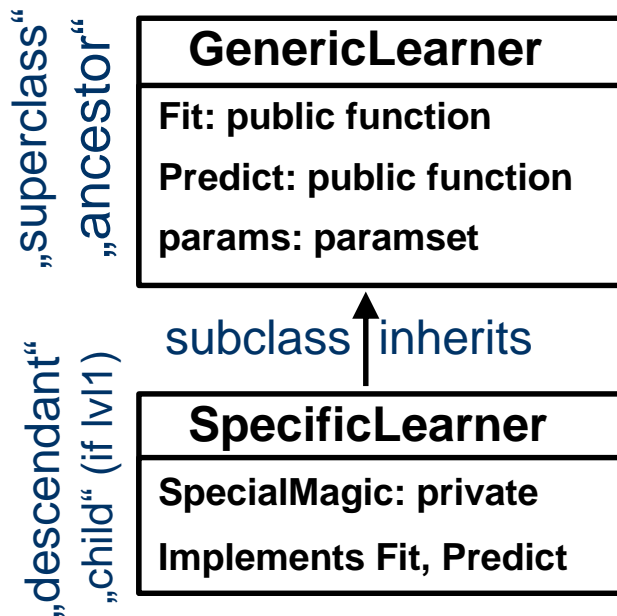 „superclass“
„ancestor“
GenericLearner
Fit: public function
Predict: public function
params: paramset
subclass inherits
„descendant“
„child“ (if lvl1)
SpecificLearner
SpecialMagic: private
Implements Fit, Predict